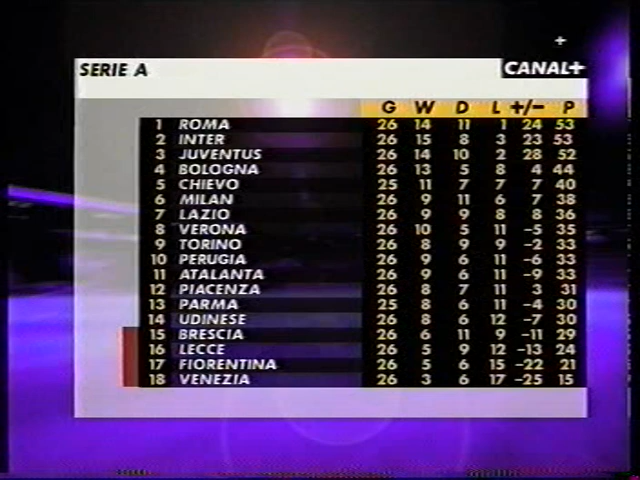 SERIE A CANAL+
G W D L +/- P
1 ROMA 26 14 11 1 24 53
2 INTER 26 15 8 3 23 53
3 JUVENTUS 26 14 10 2 28 52
4 BOLOGNA 26 13 5 8 4 44
5 CHIEVO 25 11 7 7 7 40
6 MILAN 26 9 11 6 7 38
7 LAZIO 26 9 9 8 8 36
8 VERONA 26 10 5 11 -5 35
9 TORINO 26 8 9 9 -2 33
10 PERUGIA 26 9 6 11 -6 33
11 ATALANTA 26 9 6 11 -9 33
12 PIACENZA 26 8 7 11 3 31
13 PARMA 25 8 6 11 -4 30
14 UDINESE 26 8 6 12 -7 30
15 BRESCIA 26 6 11 9 -11 29
16 LECCE 26 5 9 12 -13 24
17 FIORENTINA 26 5 6 15 -22 21
18 VENEZIA 26 3 6 17 -25 15